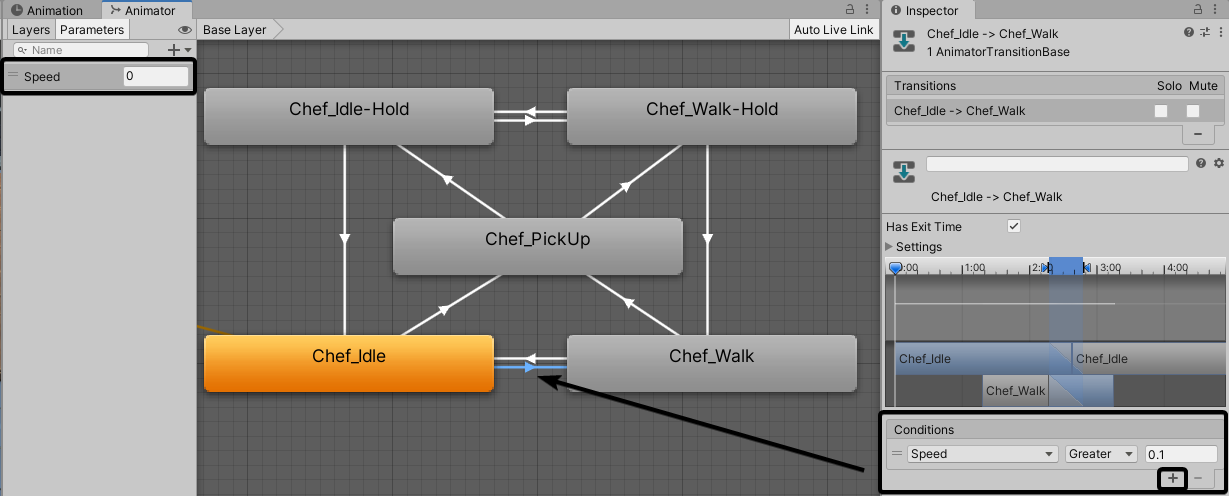 Animation Animator
Layers Parameters
Name
Speed 0
Base Layer
Auto Live Link
Chef_Idle-Hold
Chef_Walk-Hold
Chef_PickUp
Chef_Idle
Chef_Walk
Inspector
Chef_Idle -> Chef_Walk
1 AnimatorTransitionBase
Transitions Solo Mute
Chef_Idle -> Chef_Walk
Chef_Idle -> Chef_Walk
Has Exit Time
Settings
:00 1:00 2:0 3:00 4:00
Chef_Idle Chef_Idle
Chef_Walk
Conditions
Speed Greater 0.1